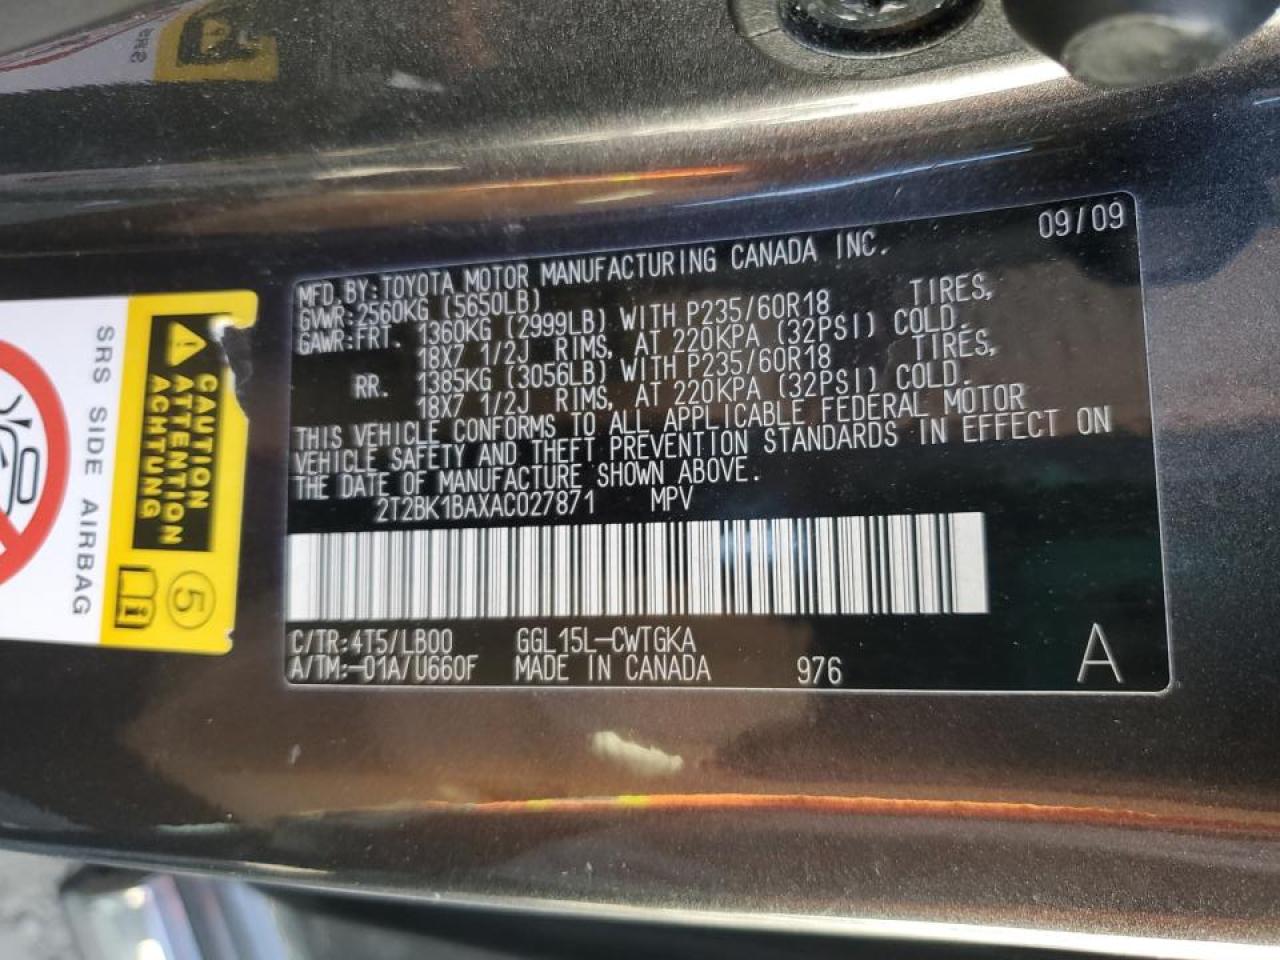 09/09
MFD.BY:TOYOTA MOTOR MANUFACTURING CANADA INC.
GVWR:2560KG (5650LB)
GAWR:FRT. 1360KG (2999LB) WITH P235/60R18 TIRES,
18X7 1/2J RIMS, AT 220KPA (32PSI) COLD.
RR. 1385KG (3056LB) WITH P235/60R18 TIRES,
18X7 1/2J RIMS, AT 220KPA (32PSI) COLD.
THIS VEHICLE CONFORMS TO ALL APPLICABLE FEDERAL MOTOR
VEHICLE SAFETY AND THEFT PREVENTION STANDARDS IN EFFECT ON
THE DATE OF MANUFACTURE SHOWN ABOVE.
2T2BK1BAXAC027871 MPV
C/TR:4T5/LB00 GGL15L-CWTGKA
A/TM:-01A/U660F MADE IN CANADA 976
A
CAUTION
ATTENTION
ACHTUNG
5
SRS SIDE AIRBAG